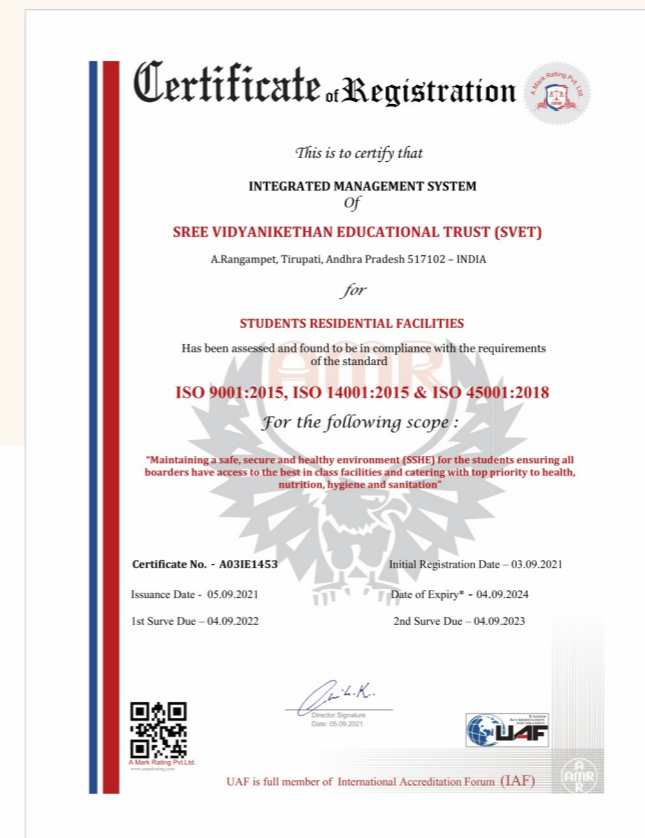 Certificate of Registration
A Mark Rating Pvt. Ltd
This is to certify that
INTEGRATED MANAGEMENT SYSTEM
Of
SREE VIDYANIKETHAN EDUCATIONAL TRUST (SVET)
A.Rangampet, Tirupati, Andhra Pradesh 517102 – INDIA
for
STUDENTS RESIDENTIAL FACILITIES
Has been assessed and found to be in compliance with the requirements
of the standard
AMR
ISO 9001:2015, ISO 14001:2015 & ISO 45001:2018
For the following scope :
"Maintaining a safe, secure and healthy environment (SSHE) for the students ensuring all
boarders have access to the best in class facilities and catering with top priority to health,
nutrition, hygiene and sanitation"
Certificate No. - A03IE1453
Initial Registration Date – 03.09.2021
Issuance Date - 05.09.2021
Date of Expiry* - 04.09.2024
1st Surve Due – 04.09.2022
2nd Surve Due – 04.09.2023
Director Signature
Date: 05.09.2021
A Mark Rating Pvt.Ltd.
UAF
UAF is full member of International Accreditation Forum (IAF)
AMR